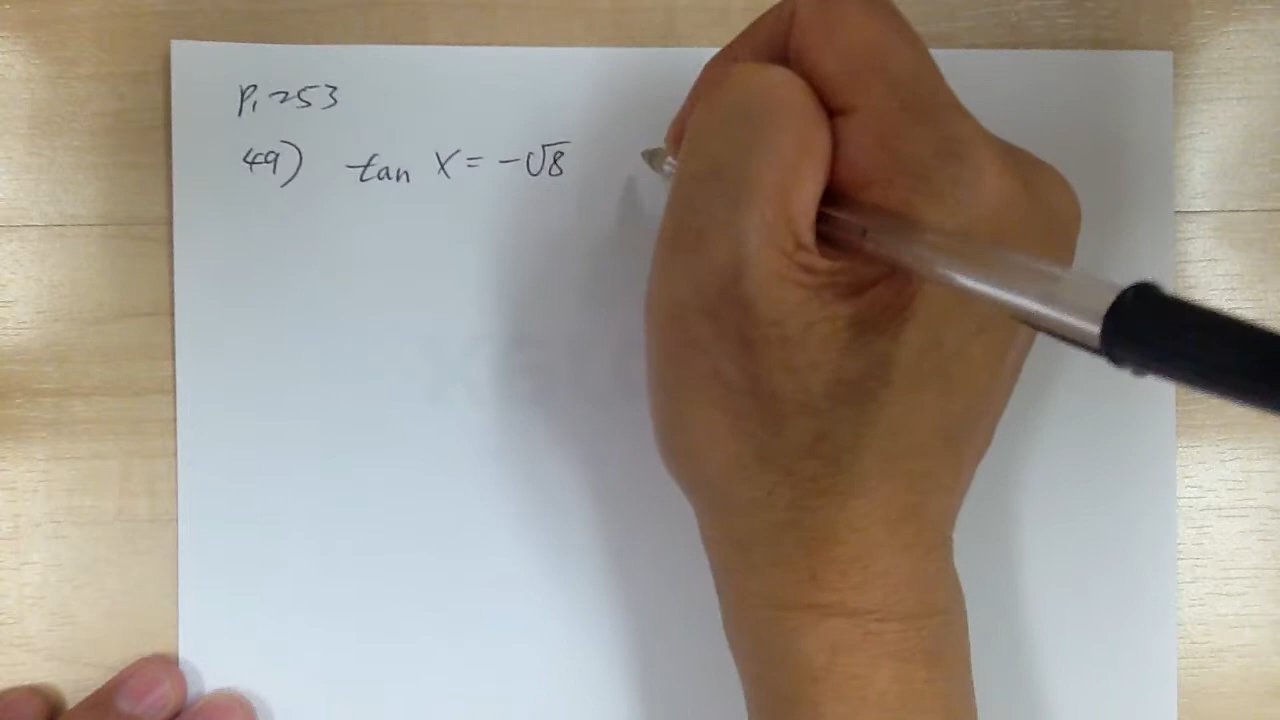 P. 253
49) tan x = -√8